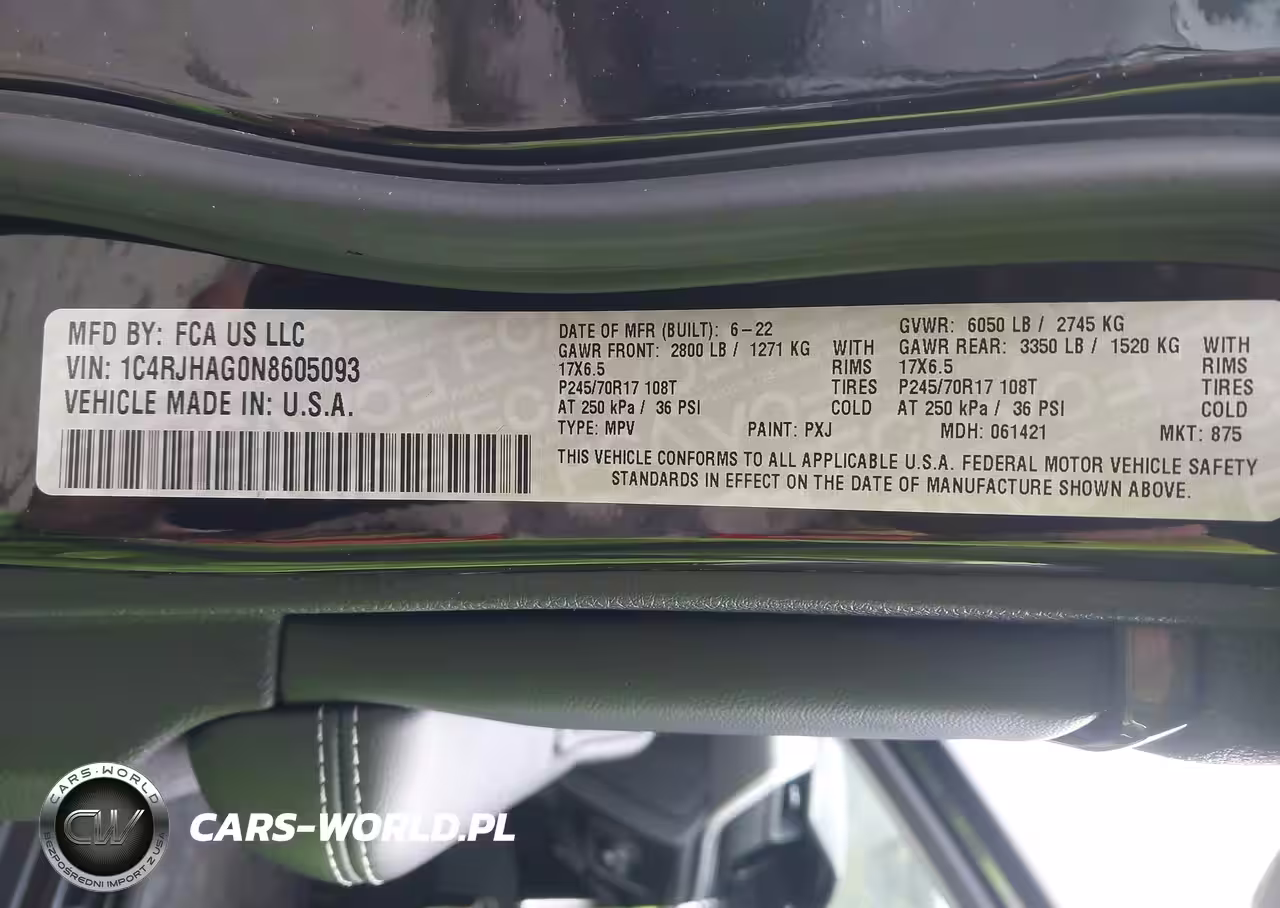 MFD BY: FCA US LLC
VIN: 1C4RJHAG0N8605093
VEHICLE MADE IN: U.S.A.
DATE OF MFR (BUILT): 6-22
GVWR: 6050 LB / 2745 KG
GAWR FRONT: 2800 LB / 1271 KG WITH
GAWR REAR: 3350 LB / 1520 KG WITH
17X6.5 RIMS
17X6.5 RIMS
P245/70R17 108T TIRES
P245/70R17 108T TIRES
AT 250 kPa / 36 PSI COLD
AT 250 kPa / 36 PSI COLD
TYPE: MPV PAINT: PXJ MDH: 061421 MKT: 875
THIS VEHICLE CONFORMS TO ALL APPLICABLE U.S.A. FEDERAL MOTOR VEHICLE SAFETY
STANDARDS IN EFFECT ON THE DATE OF MANUFACTURE SHOWN ABOVE.
CARS-WORLD
CW
BEZPOŚREDNI IMPORT Z USA
CARS-WORLD.PL